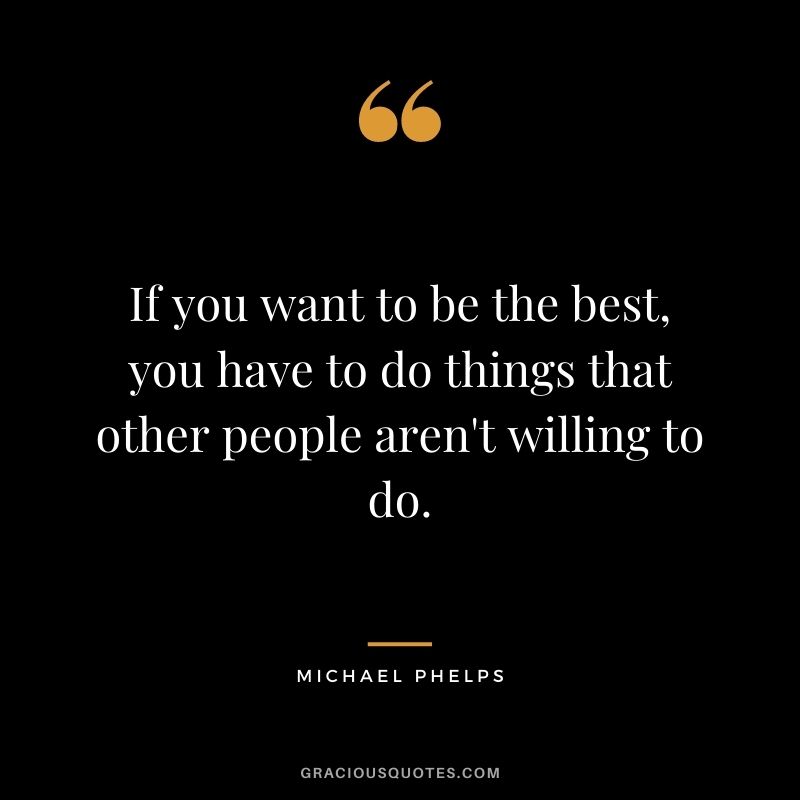 ❝
If you want to be the best,
you have to do things that
other people aren't willing to
do.
MICHAEL PHELPS
GRACIOUSQUOTES.COM